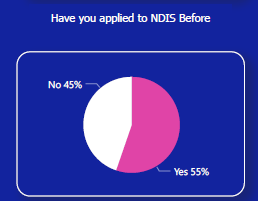 Have you applied to NDIS Before
No 45%
Yes 55%